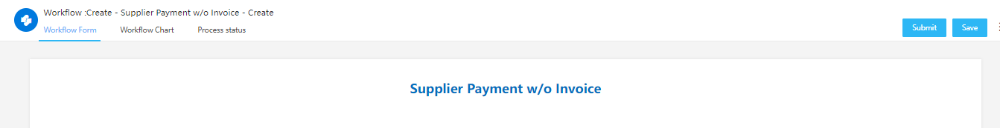 Workflow :Create - Supplier Payment w/o Invoice - Create
Workflow Form Workflow Chart Process status
Submit Save
Supplier Payment w/o Invoice